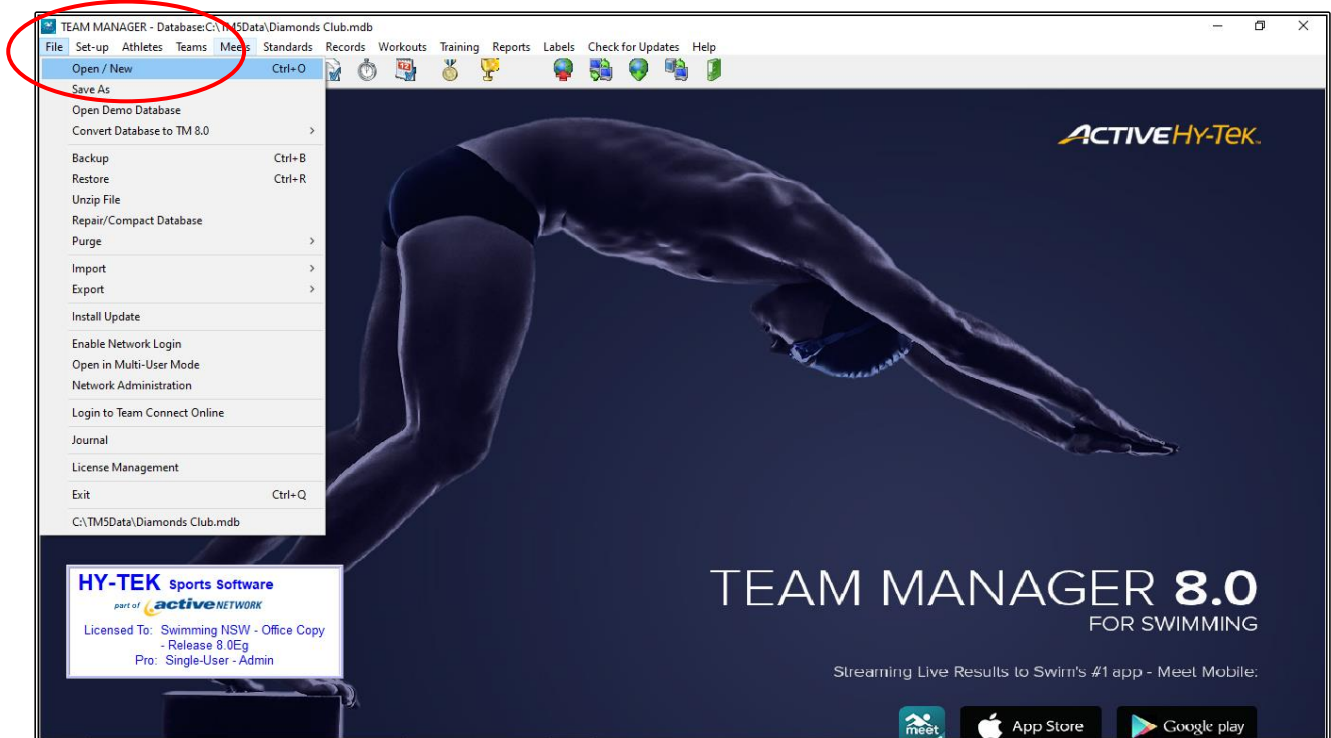 TEAM MANAGER - Database:C:\TM5Data\Diamonds Club.mdb
File Set-up Athletes Teams Meets Standards Records Workouts Training Reports Labels Check for Updates Help
Open / New Ctrl+O
Save As
Open Demo Database
Convert Database to TM 8.0 >
Backup Ctrl+B
Restore Ctrl+R
Unzip File
Repair/Compact Database
Purge >
Import >
Export >
Install Update
Enable Network Login
Open in Multi-User Mode
Network Administration
Login to Team Connect Online
Journal
License Management
Exit Ctrl+Q
C:\TM5Data\Diamonds Club.mdb
ACTIVE HY-TEK
HY-TEK Sports Software
part of active NETWORK
Licensed To: Swimming NSW - Office Copy
- Release 8.0Eg
Pro: Single-User - Admin
TEAM MANAGER 8.0
FOR SWIMMING
Streaming Live Results to Swim's #1 app - Meet Mobile:
meet
App Store
Google play